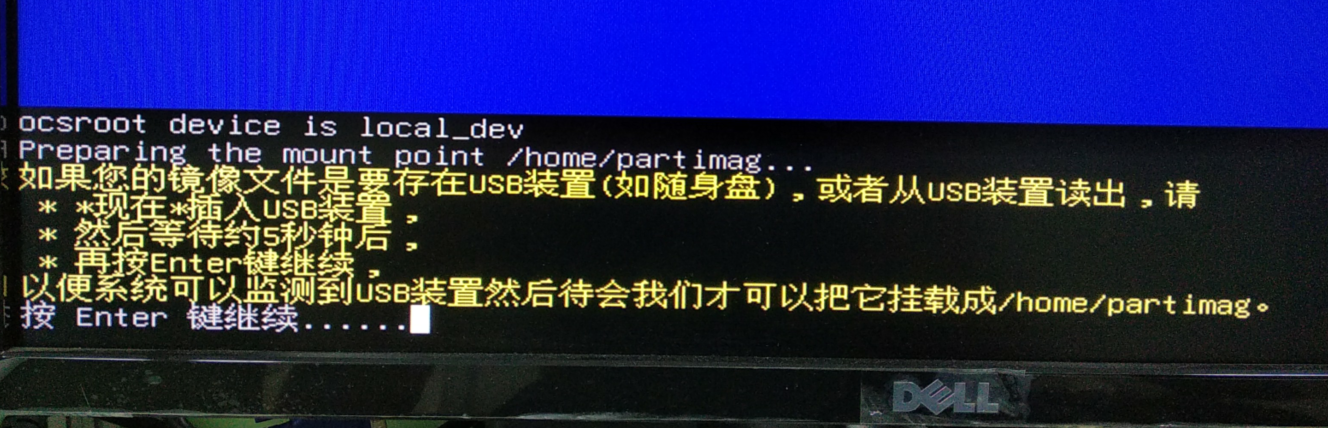 ocsroot device is local_dev
Preparing the mount point /home/partimag...
如果您的镜像文件是要存在USB装置(如随身盘)，或者从USB装置读出，请
* *现在*插入USB装置，
* 然后等待约5秒钟后，
* 再按Enter键继续，
以便系统可以监测到USB装置然后待会我们才可以把它挂载成/home/partimag。
按 Enter 键继续......
DELL